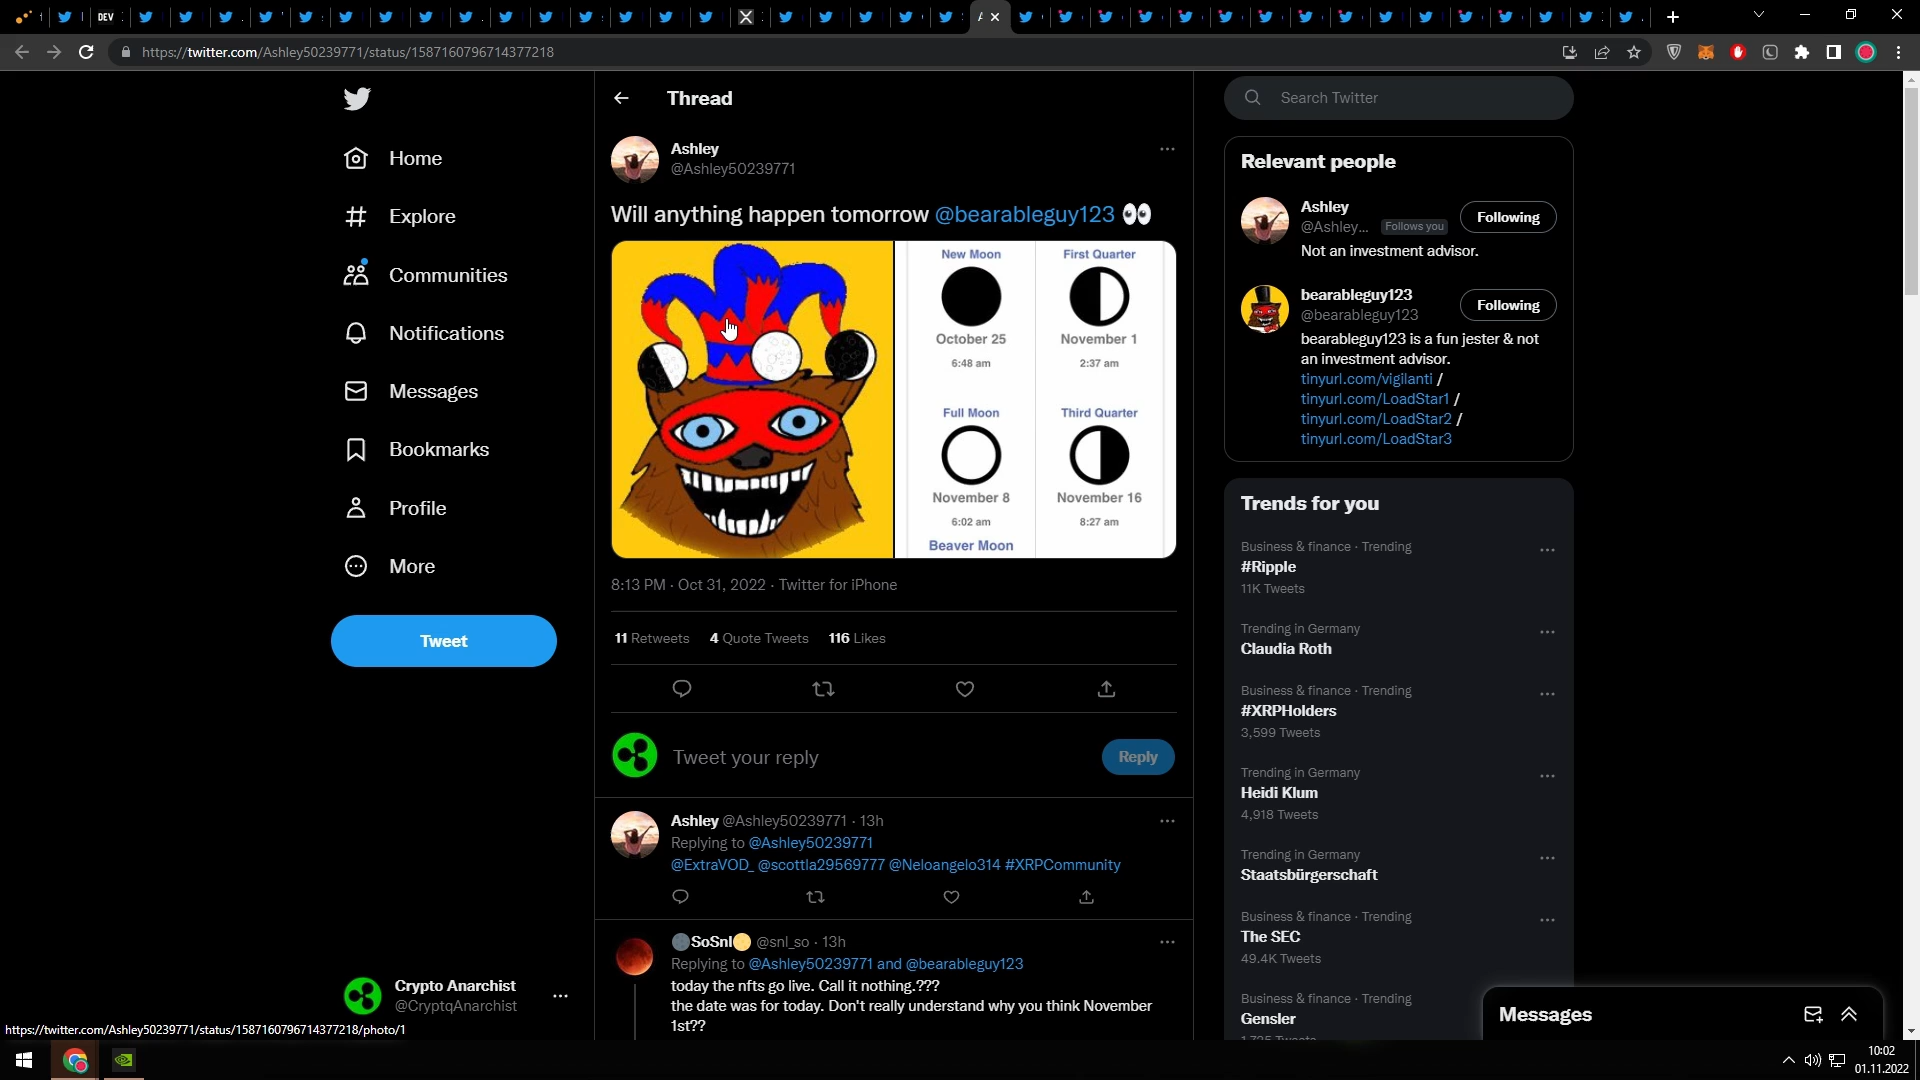 DEV
https://twitter.com/Ashley50239771/status/1587160796714377218
Home
Explore
Communities
Notifications
Messages
Bookmarks
Profile
More
Tweet
Crypto Anarchist
@CryptqAnarchist
Thread
Ashley
@Ashley50239771
Will anything happen tomorrow @bearableguy123 👀
New Moon
October 25
6:48 am
First Quarter
November 1
2:37 am
Full Moon
November 8
6:02 am
Beaver Moon
Third Quarter
November 16
8:27 am
8:13 PM · Oct 31, 2022 · Twitter for iPhone
11 Retweets 4 Quote Tweets 116 Likes
Tweet your reply
Reply
Ashley @Ashley50239771 · 13h
Replying to @Ashley50239771
@ExtraVOD_ @scottla29569777 @Neloangelo314 #XRPCommunity
SoSnl @snl_so · 13h
Replying to @Ashley50239771 and @bearableguy123
today the nfts go live. Call it nothing.???
the date was for today. Don't really understand why you think November
1st??
Search Twitter
Relevant people
Ashley
@Ashley... Follows you
Following
Not an investment advisor.
bearableguy123
@bearableguy123
Following
bearableguy123 is a fun jester & not
an investment advisor.
tinyurl.com/vigilanti /
tinyurl.com/LoadStar1 /
tinyurl.com/LoadStar2 /
tinyurl.com/LoadStar3
Trends for you
Business & finance · Trending
#Ripple
11K Tweets
Trending in Germany
Claudia Roth
Business & finance · Trending
#XRPHolders
3,599 Tweets
Trending in Germany
Heidi Klum
4,918 Tweets
Trending in Germany
Staatsbürgerschaft
Business & finance · Trending
The SEC
49.4K Tweets
Business & finance · Trending
Gensler
Messages
https://twitter.com/Ashley50239771/status/1587160796714377218/photo/1
10:02
01.11.2022